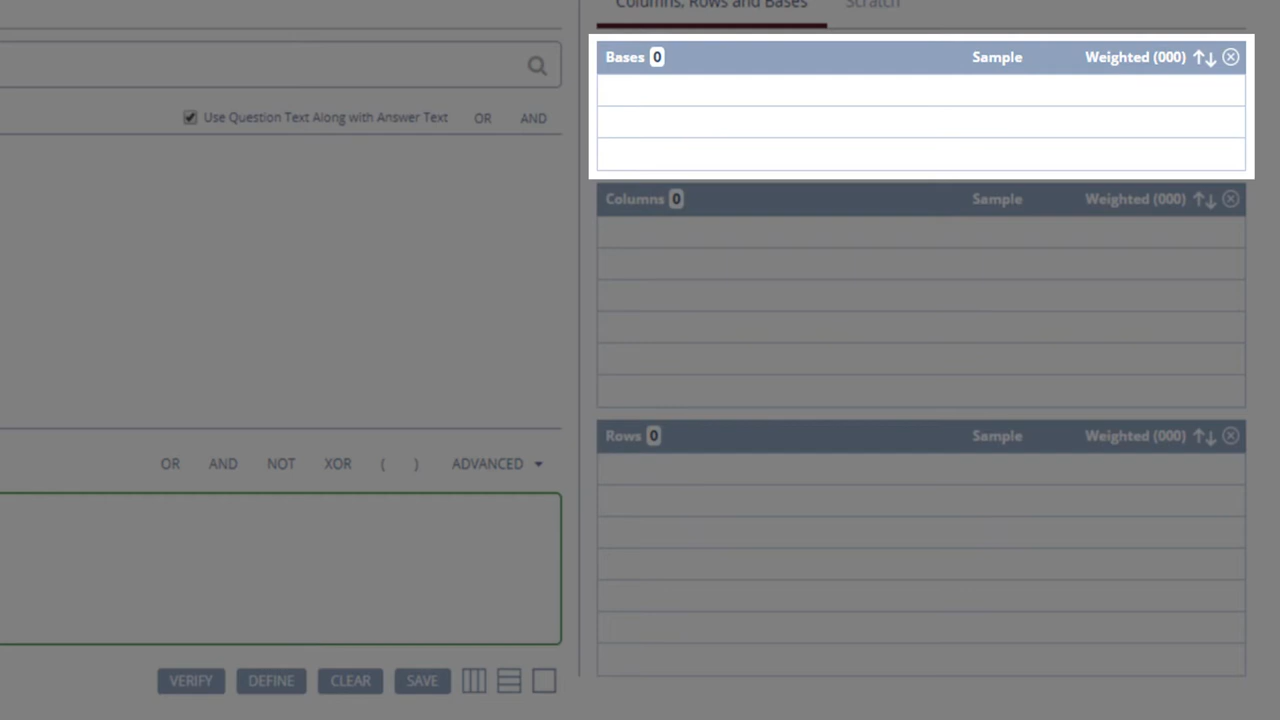 Columns, Rows and Bases Scratch
Bases 0 Sample Weighted (000)
Use Question Text Along with Answer Text OR AND
Columns 0 Sample Weighted (000)
Rows 0 Sample Weighted (000)
OR AND NOT XOR ( ) ADVANCED
VERIFY DEFINE CLEAR SAVE